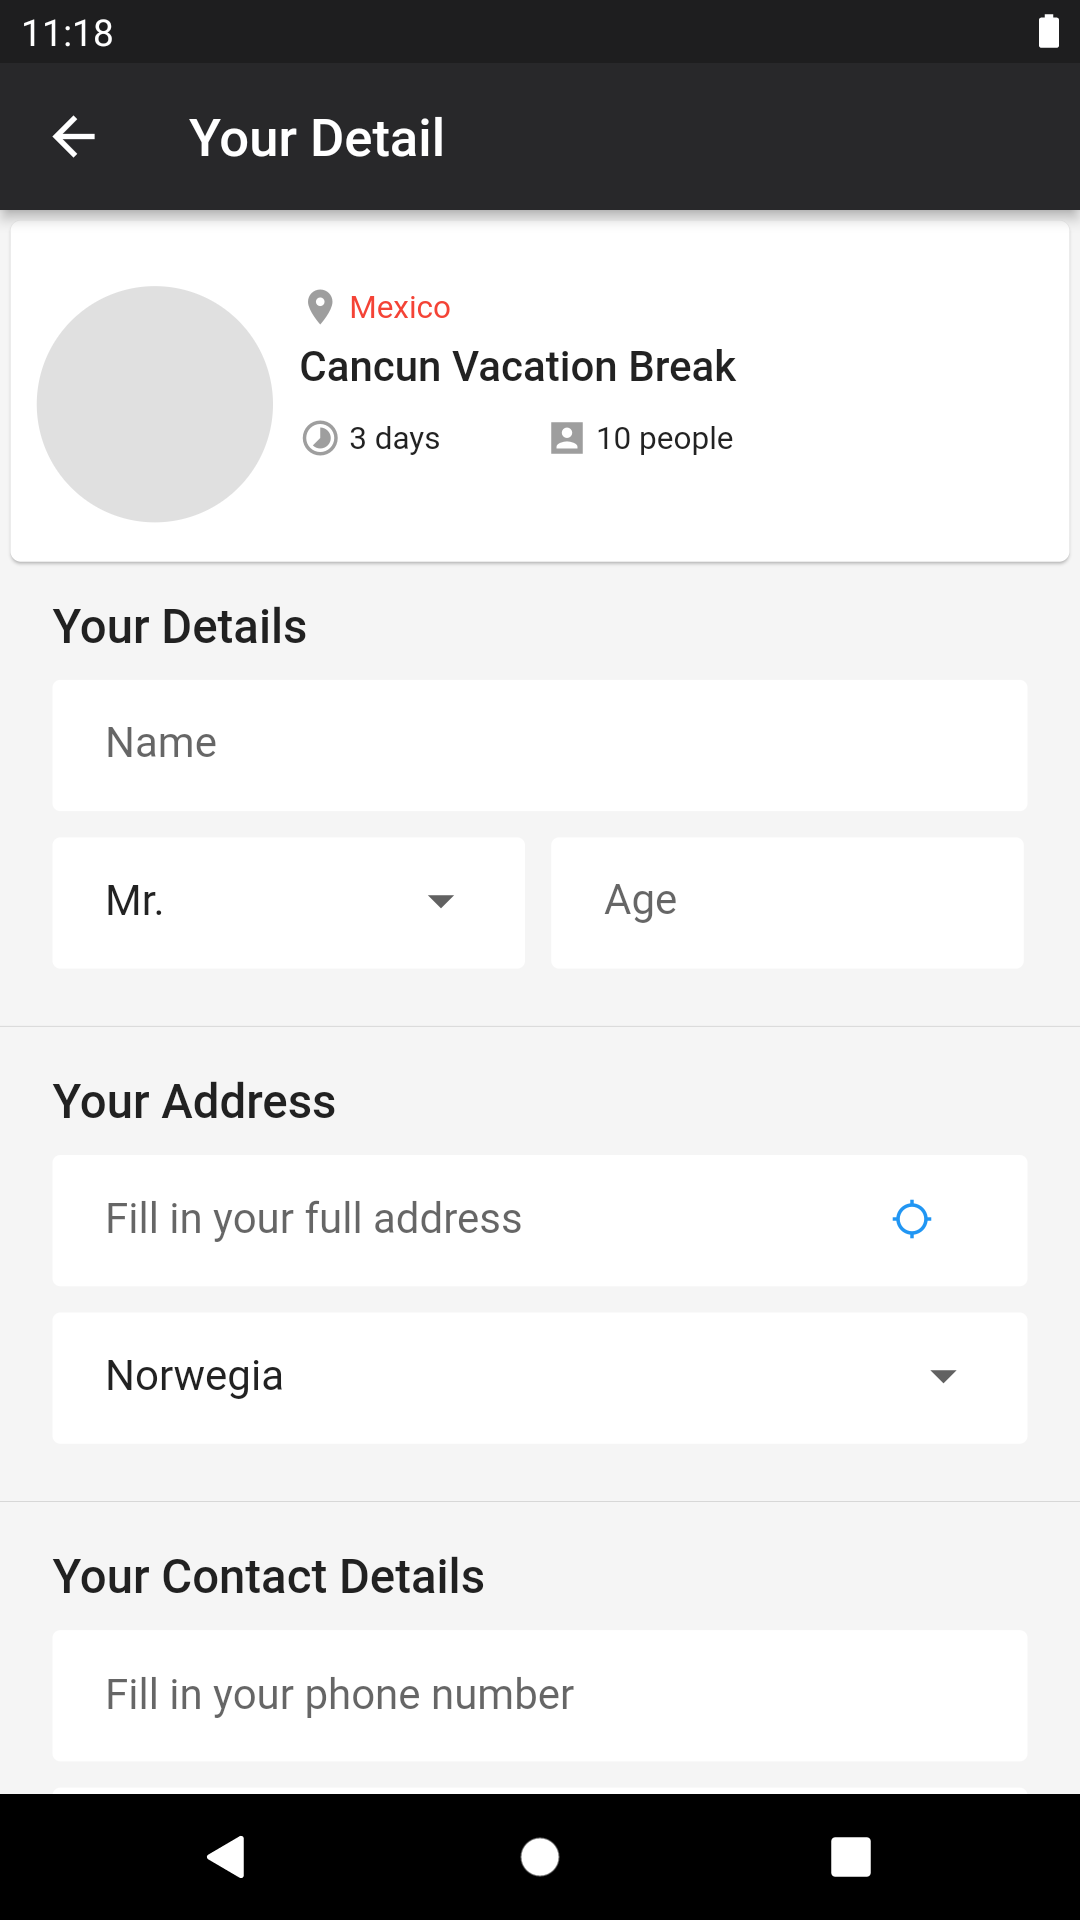 11:18
Your Detail
Mexico
Cancun Vacation Break
3 days 10 people
Your Details
Name
Mr. Age
Your Address
Fill in your full address
Norwegia
Your Contact Details
Fill in your phone number